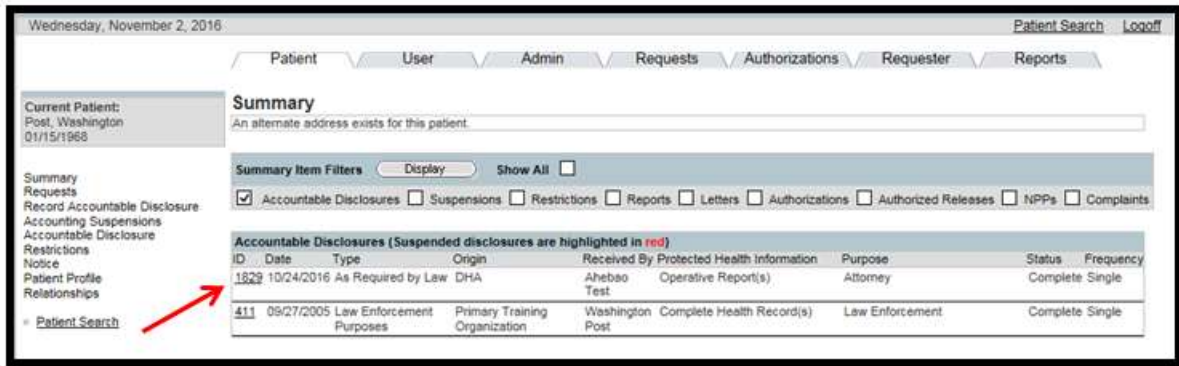 Wednesday, November 2, 2016 Patient Search Logoff
Patient User Admin Requests Authorizations Requester Reports
Current Patient:
Post, Washington
01/15/1968
Summary
Requests
Record Accountable Disclosure
Accounting Suspensions
Accountable Disclosure
Restrictions
Notice
Patient Profile
Relationships
Patient Search
Summary
An alternate address exists for this patient.
Summary Item Filters Display Show All
Accountable Disclosures Suspensions Restrictions Reports Letters Authorizations Authorized Releases NPPs Complaints
Accountable Disclosures (Suspended disclosures are highlighted in red)
ID Date Type Origin Received By Protected Health Information Purpose Status Frequency
1829 10/24/2016 As Required by Law DHA Ahebao Operative Report(s) Attorney Complete Single
Test
411 09/27/2005 Law Enforcement Primary Training Washington Complete Health Record(s) Law Enforcement Complete Single
Purposes Organization Post